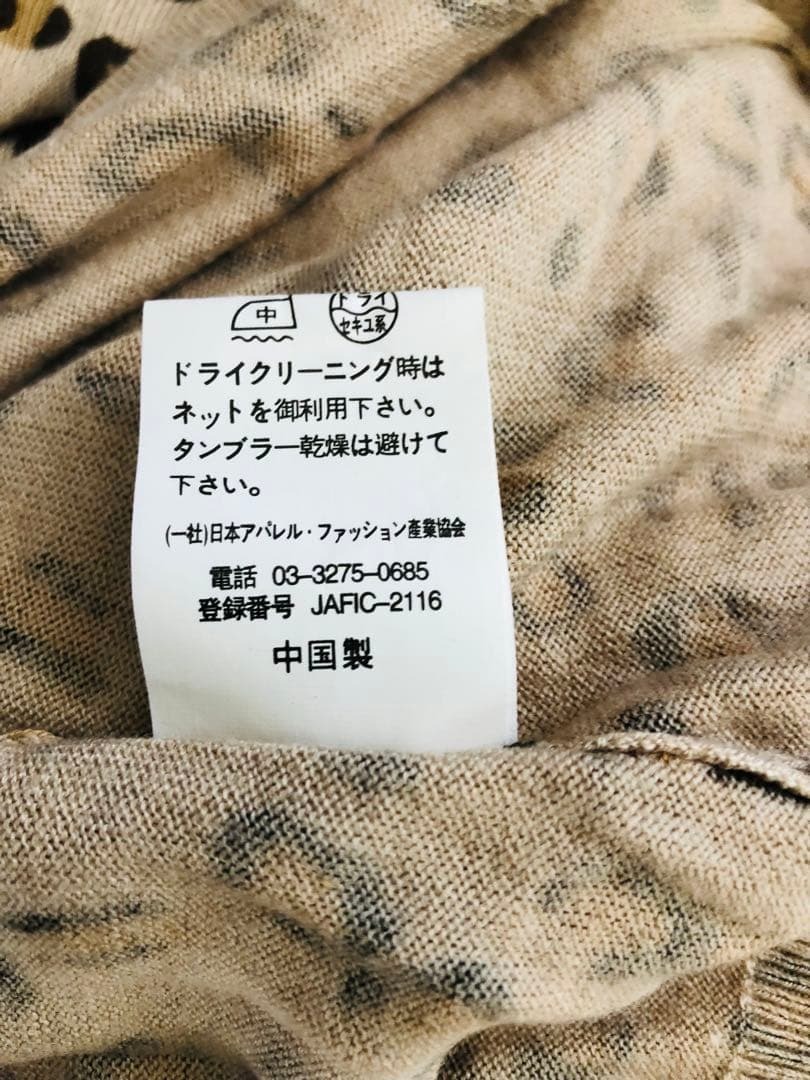 中 ドライ
セキユ系
ドライクリーニング時は
ネットを御利用下さい。
タンブラー乾燥は避けて
下さい。
(一社)日本アパレル・ファッション産業協会
電話 03-3275-0685
登録番号 JAFIC-2116
中国製